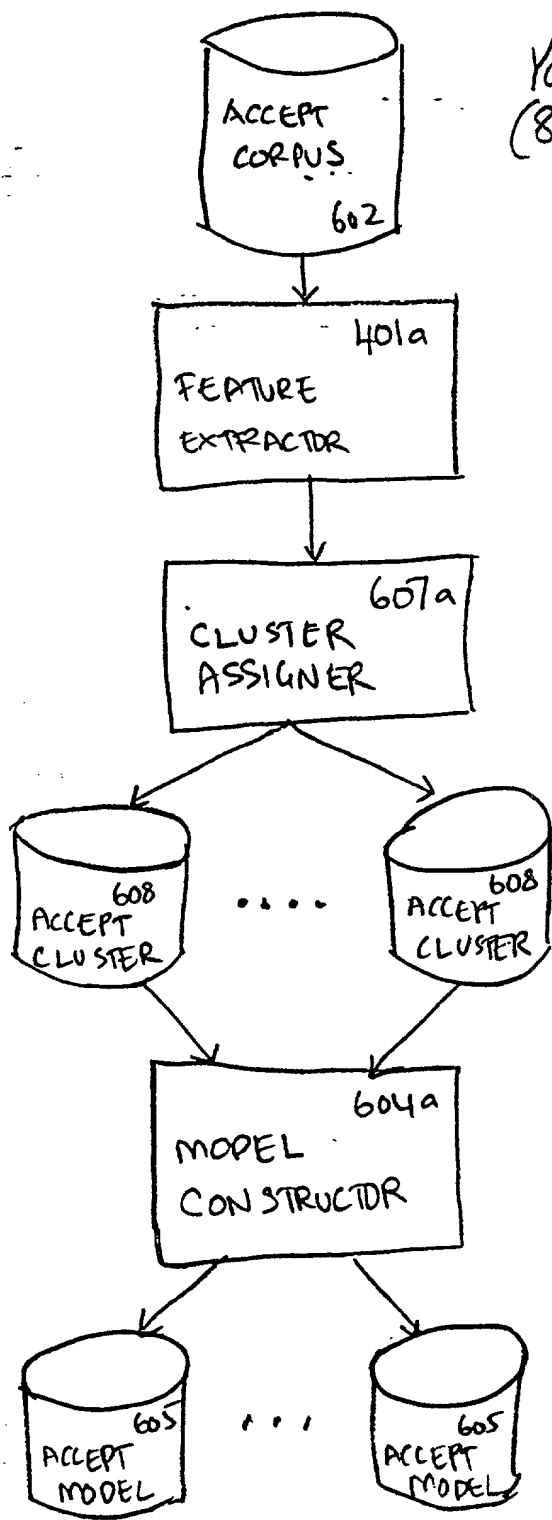 ACCEPT
CORPUS
602
401a
FEATURE
EXTRACTOR
607a
CLUSTER
ASSIGNER
608
ACCEPT
CLUSTER
608
ACCEPT
CLUSTER
604a
MODEL
CONSTRUCTOR
605
ACCEPT
MODEL
605
ACCEPT
MODEL
(8